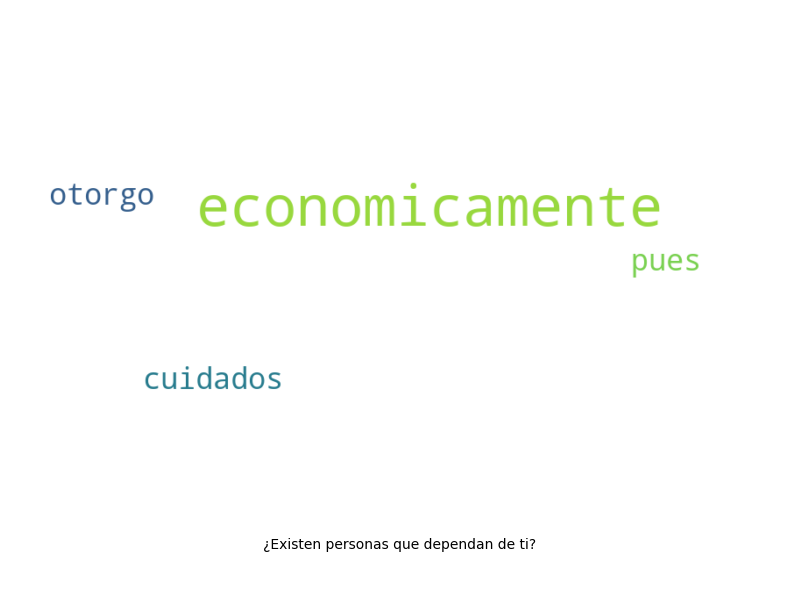 otorgo
economicamente
pues
cuidados
¿Existen personas que dependan de ti?